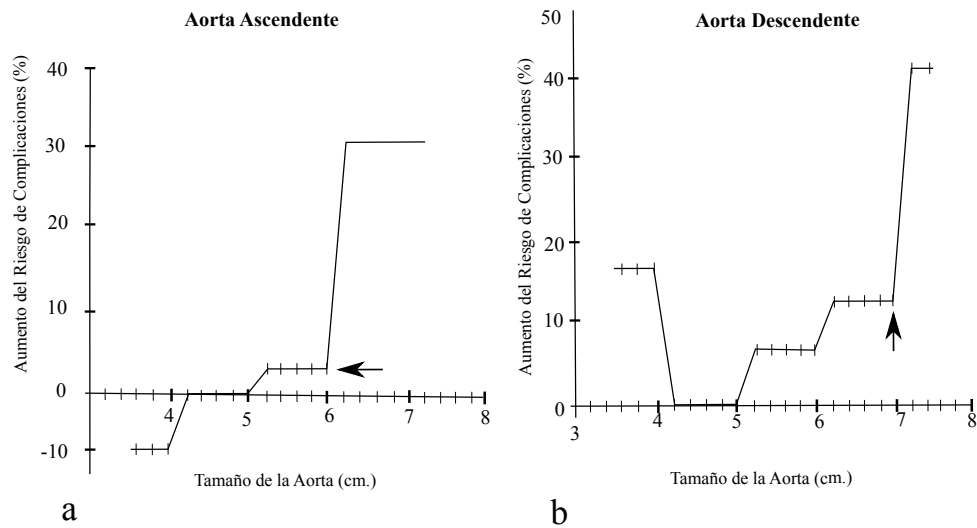 Aorta Ascendente
Aumento del Riesgo de Complicaciones (%)
40
30
20
10
0
-10
4
5
6
7
8
Tamaño de la Aorta (cm.)
a
Aorta Descendente
Aumento del Riesgo de Complicaciones (%)
50
40
30
20
10
0
3
4
5
6
7
8
Tamaño de la Aorta (cm.)
b